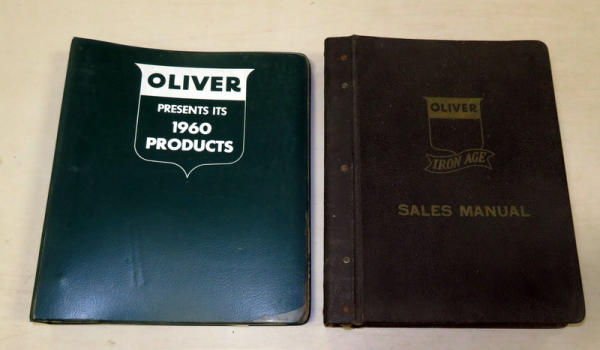 OLIVER
PRESENTS ITS
1960
PRODUCTS
OLIVER
IRON AGE
SALES MANUAL